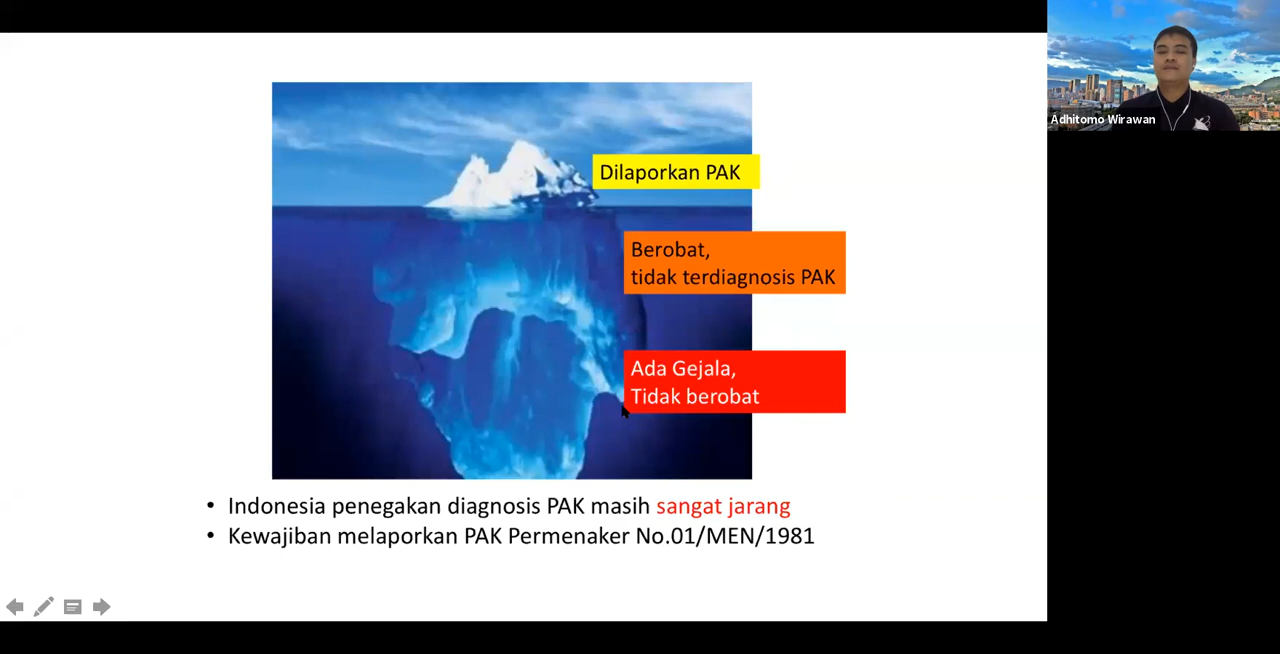 Adhitomo Wirawan
Dilaporkan PAK
Berobat,
tidak terdiagnosis PAK
Ada Gejala,
Tidak berobat
• Indonesia penegakan diagnosis PAK masih sangat jarang
• Kewajiban melaporkan PAK Permenaker No.01/MEN/1981